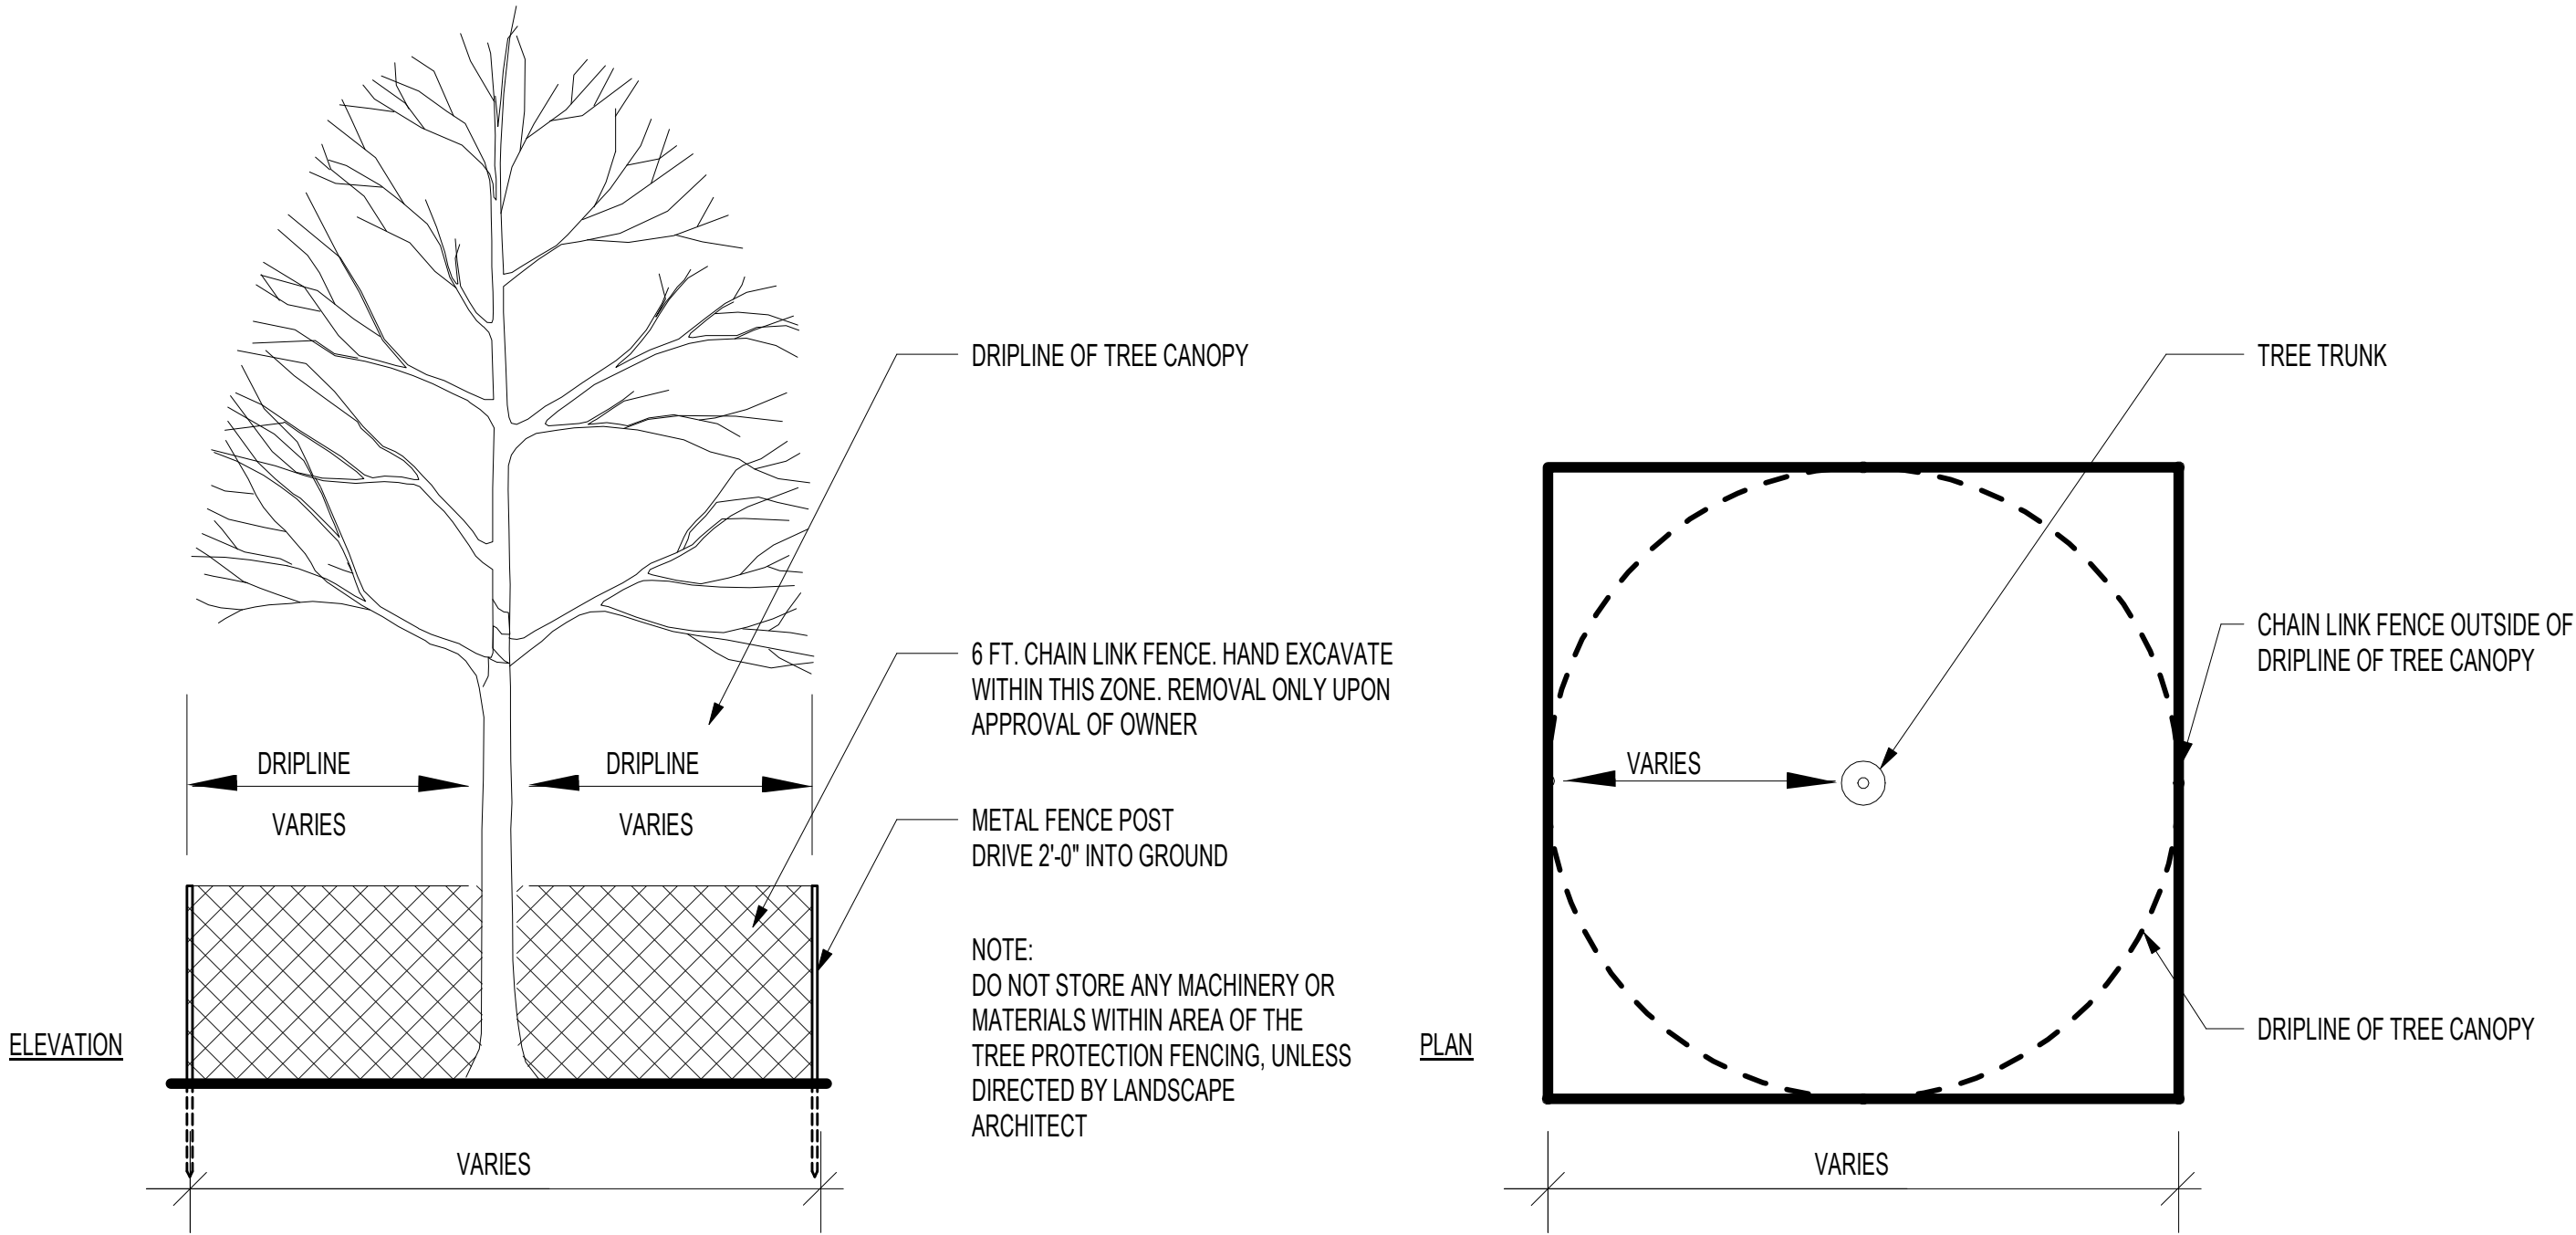 DRIPLINE OF TREE CANOPY
6 FT. CHAIN LINK FENCE. HAND EXCAVATE
WITHIN THIS ZONE. REMOVAL ONLY UPON
APPROVAL OF OWNER
DRIPLINE
DRIPLINE
VARIES
VARIES
METAL FENCE POST
DRIVE 2'-0" INTO GROUND
NOTE:
DO NOT STORE ANY MACHINERY OR
MATERIALS WITHIN AREA OF THE
TREE PROTECTION FENCING, UNLESS
DIRECTED BY LANDSCAPE
ARCHITECT
ELEVATION
VARIES
TREE TRUNK
CHAIN LINK FENCE OUTSIDE OF
DRIPLINE OF TREE CANOPY
VARIES
DRIPLINE OF TREE CANOPY
PLAN
VARIES